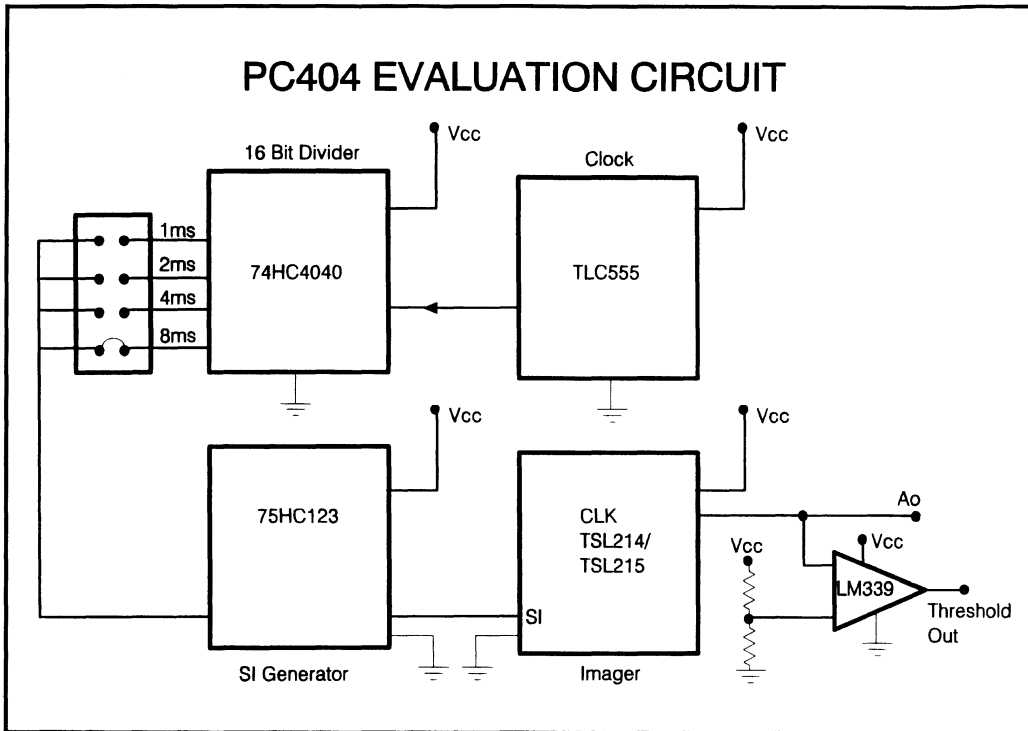 PC404 EVALUATION CIRCUIT
16 Bit Divider
Vcc
Clock
Vcc
1ms
2ms
4ms
8ms
74HC4040
TLC555
Vcc
Vcc
75HC123
CLK
TSL214/
TSL215
SI
Ao
Vcc
Vcc
LM339
Threshold
Out
SI Generator
Imager